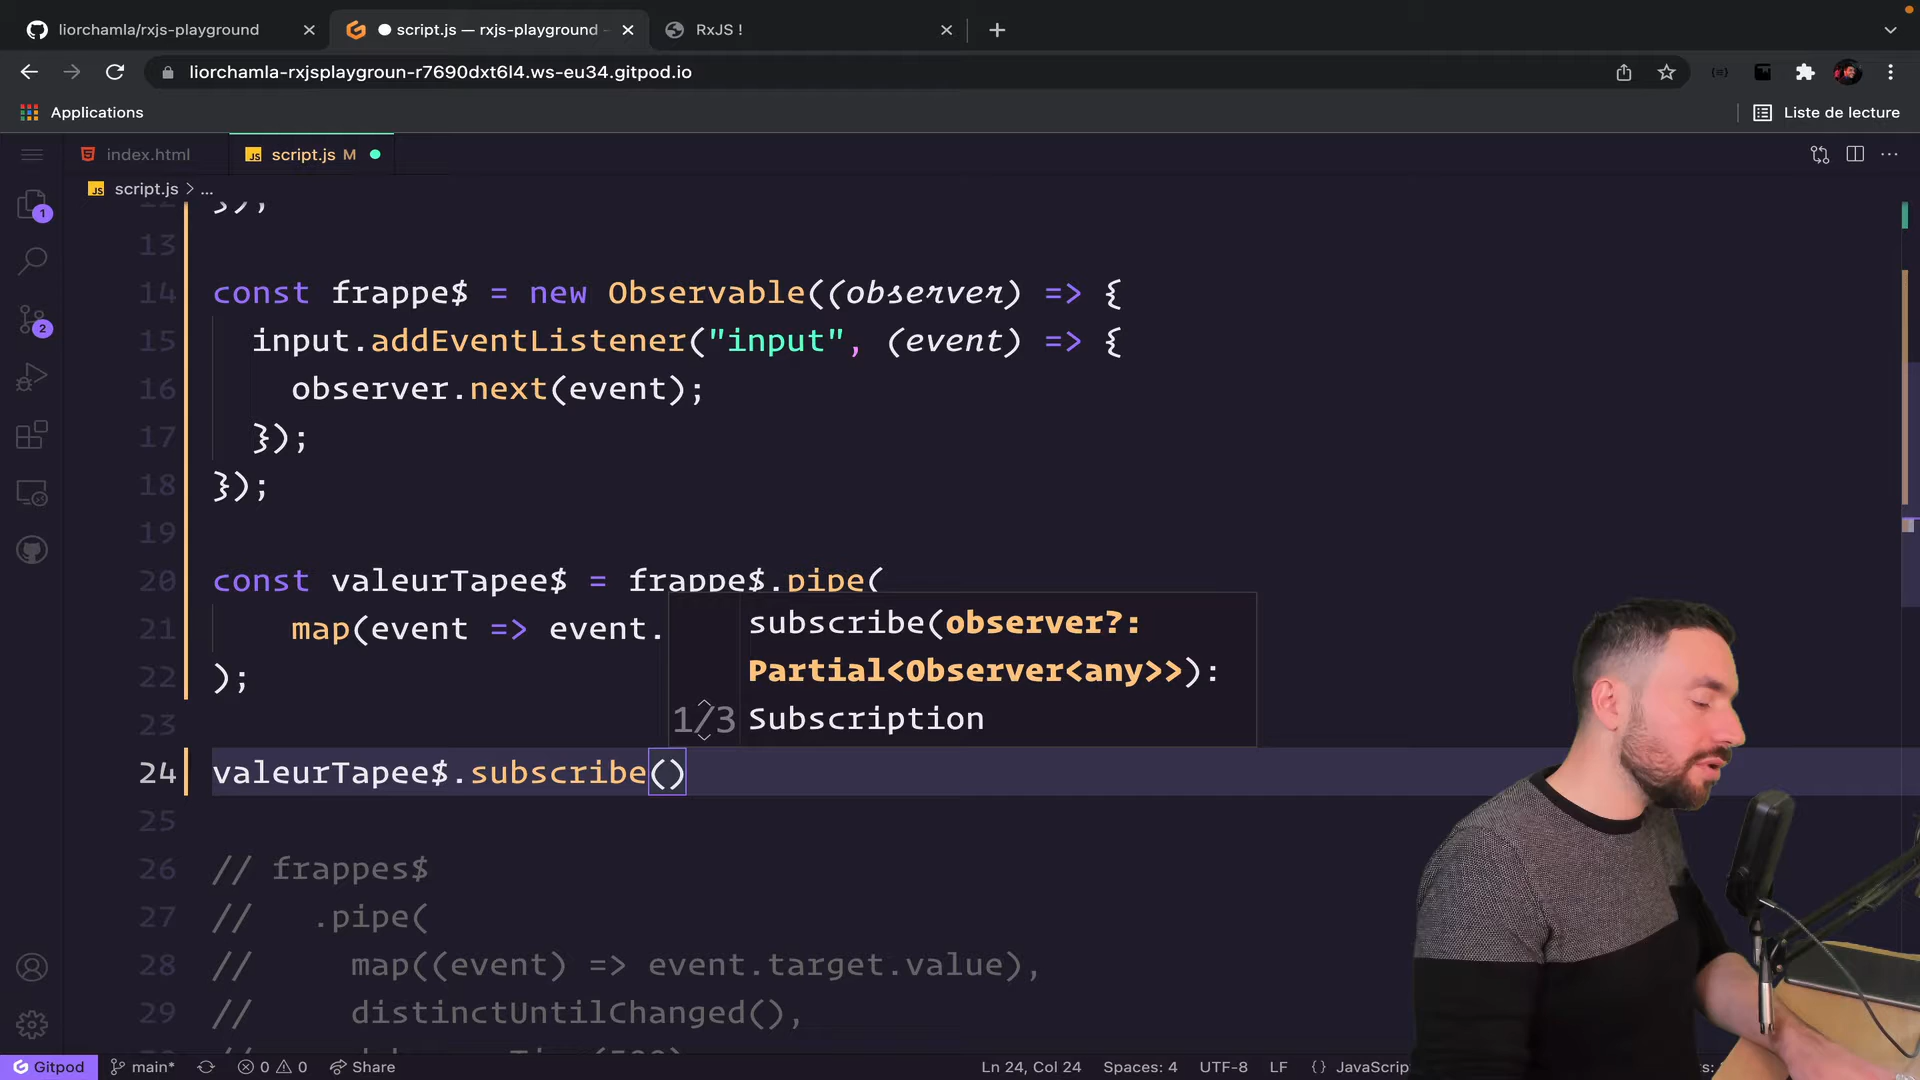 liorchamla/rxjs-playground
script.js — rxjs-playground -
RxJS !
liorchamla-rxjsplaygroun-r7690dxt6l4.ws-eu34.gitpod.io
Applications
Liste de lecture
index.html
script.js M
script.js > ...
12 });
13
14 const frappe$ = new Observable((observer) => {
15 input.addEventListener("input", (event) => {
16 observer.next(event);
17 });
18 });
19
20 const valeurTapee$ = frappe$.pipe(
21 map(event => event.
22 );
23
24 valeurTapee$.subscribe()
subscribe(observer?:
Partial<Observer<any>>):
1/3 Subscription
25
26 // frappes$
27 // .pipe(
28 // map((event) => event.target.value),
29 // distinctUntilChanged(),
1
2
Gitpod
main*
0 0
Share
Ln 24, Col 24
Spaces: 4
UTF-8
LF
{} JavaScrip